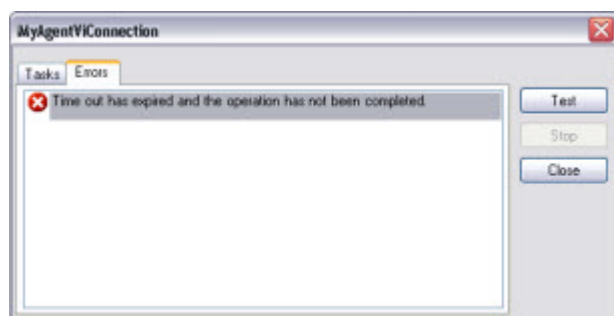 MyAgentViConnection
Tasks Errors
Time out has expired and the operation has not been completed.
Test
Stop
Close